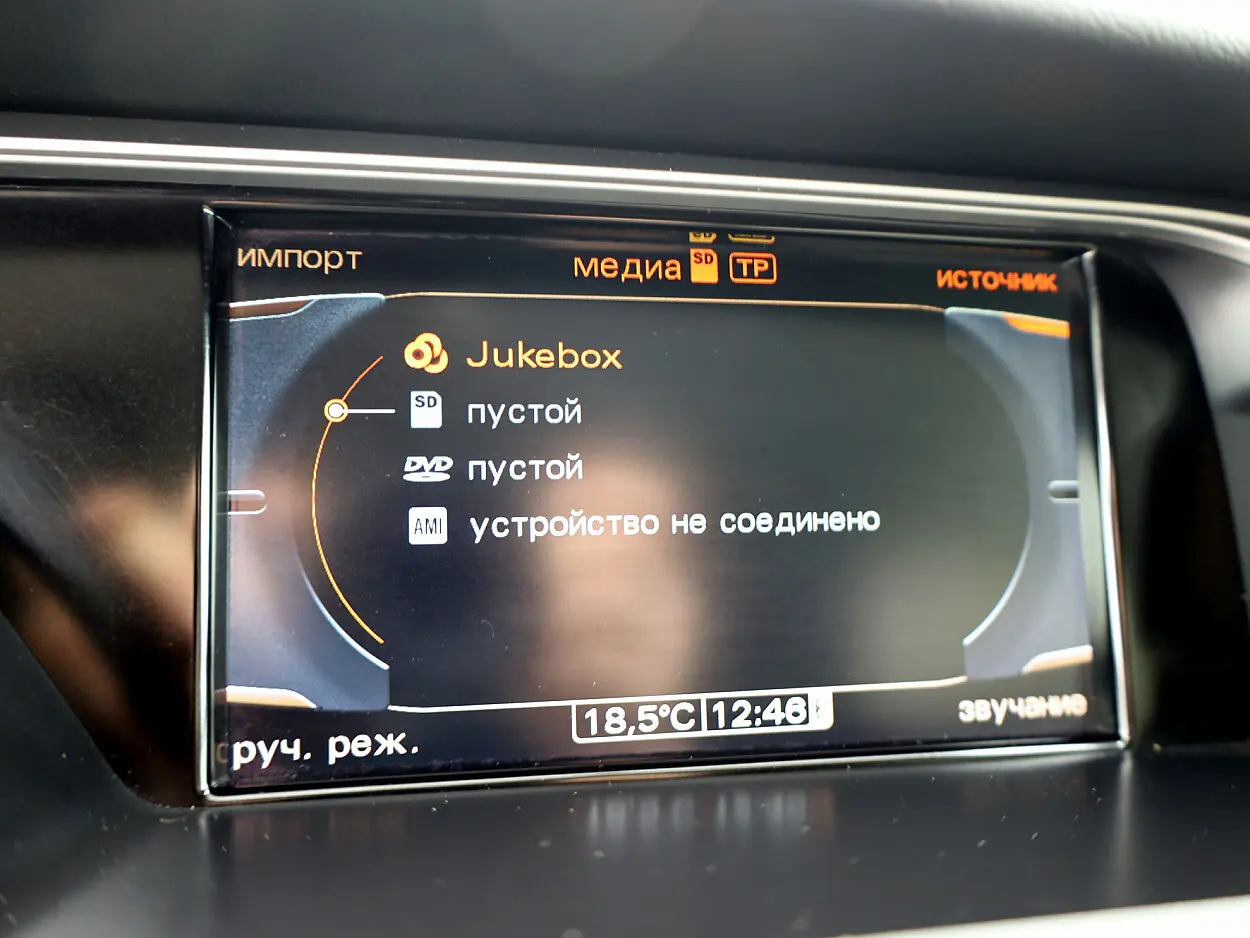 импорт
медиа SD TP
источник
Jukebox
SD пустой
DVD пустой
AMI устройство не соединено
18,5°C 12:46
звучание
руч. реж.